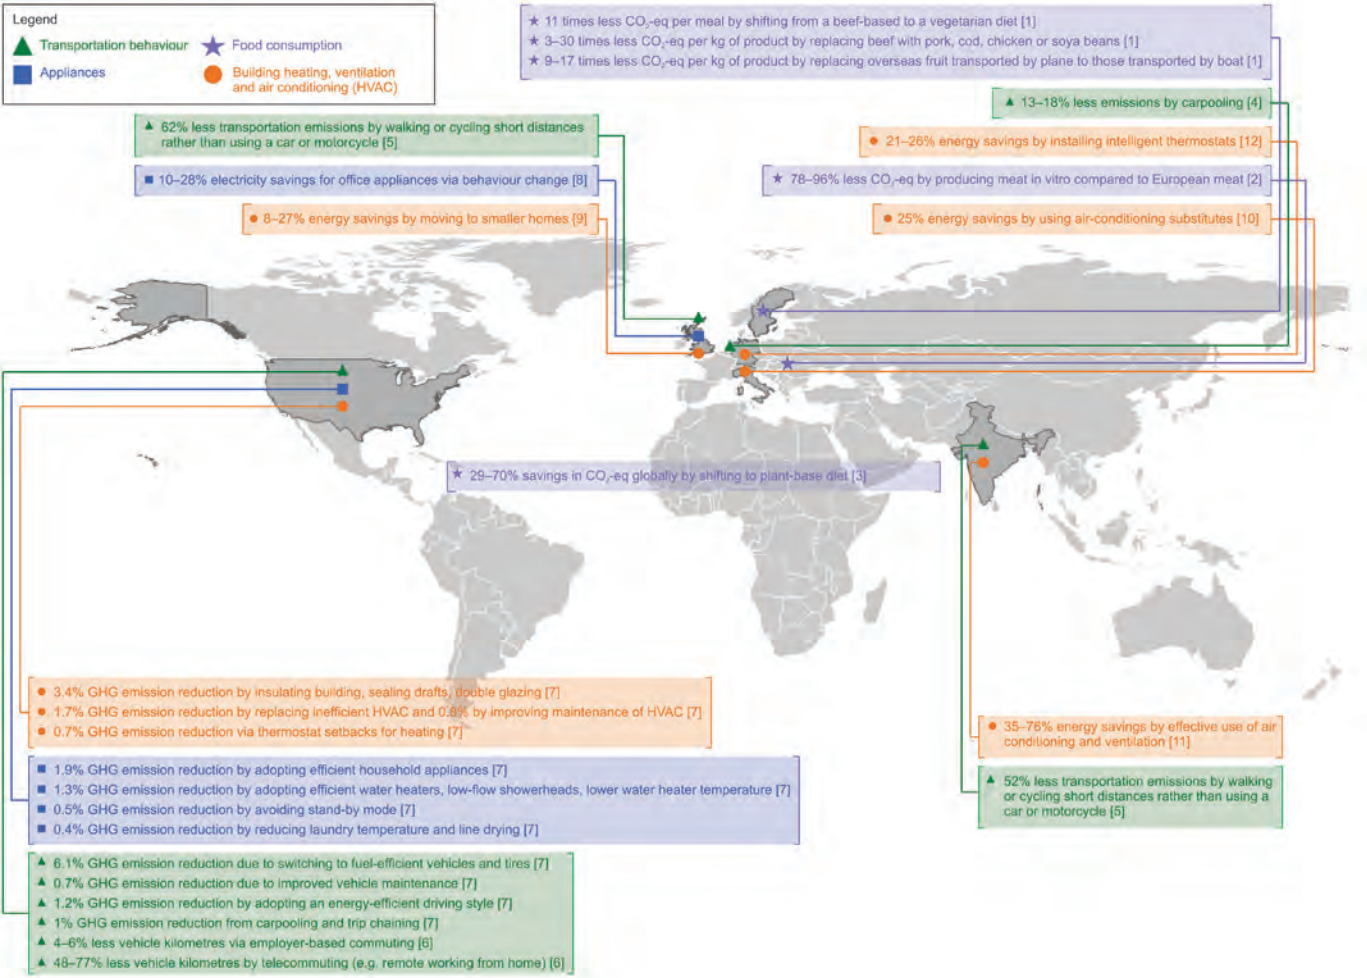 Legend
Transportation behaviour
Food consumption
Appliances
Building heating, ventilation
and air conditioning (HVAC)
11 times less CO₂-eq per meal by shifting from a beef-based to a vegetarian diet [1]
3–30 times less CO₂-eq per kg of product by replacing beef with pork, cod, chicken or soya beans [1]
9–17 times less CO₂-eq per kg of product by replacing overseas fruit transported by plane to those transported by boat [1]
13–18% less emissions by carpooling [4]
62% less transportation emissions by walking or cycling short distances
rather than using a car or motorcycle [5]
21–26% energy savings by installing intelligent thermostats [12]
10–28% electricity savings for office appliances via behaviour change [8]
78–96% less CO₂-eq by producing meat in vitro compared to European meat [2]
8–27% energy savings by moving to smaller homes [9]
25% energy savings by using air-conditioning substitutes [10]
29–70% savings in CO₂-eq globally by shifting to plant-base diet [3]
3.4% GHG emission reduction by insulating building, sealing drafts, double glazing [7]
1.7% GHG emission reduction by replacing inefficient HVAC and 0.8% by improving maintenance of HVAC [7]
0.7% GHG emission reduction via thermostat setbacks for heating [7]
35–76% energy savings by effective use of air
conditioning and ventilation [11]
1.9% GHG emission reduction by adopting efficient household appliances [7]
1.3% GHG emission reduction by adopting efficient water heaters, low-flow showerheads, lower water heater temperature [7]
0.5% GHG emission reduction by avoiding stand-by mode [7]
0.4% GHG emission reduction by reducing laundry temperature and line drying [7]
52% less transportation emissions by walking
or cycling short distances rather than using a
car or motorcycle [5]
6.1% GHG emission reduction due to switching to fuel-efficient vehicles and tires [7]
0.7% GHG emission reduction due to improved vehicle maintenance [7]
1.2% GHG emission reduction by adopting an energy-efficient driving style [7]
1% GHG emission reduction from carpooling and trip chaining [7]
4–6% less vehicle kilometres via employer-based commuting [6]
48–77% less vehicle kilometres by telecommuting (e.g. remote working from home) [6]